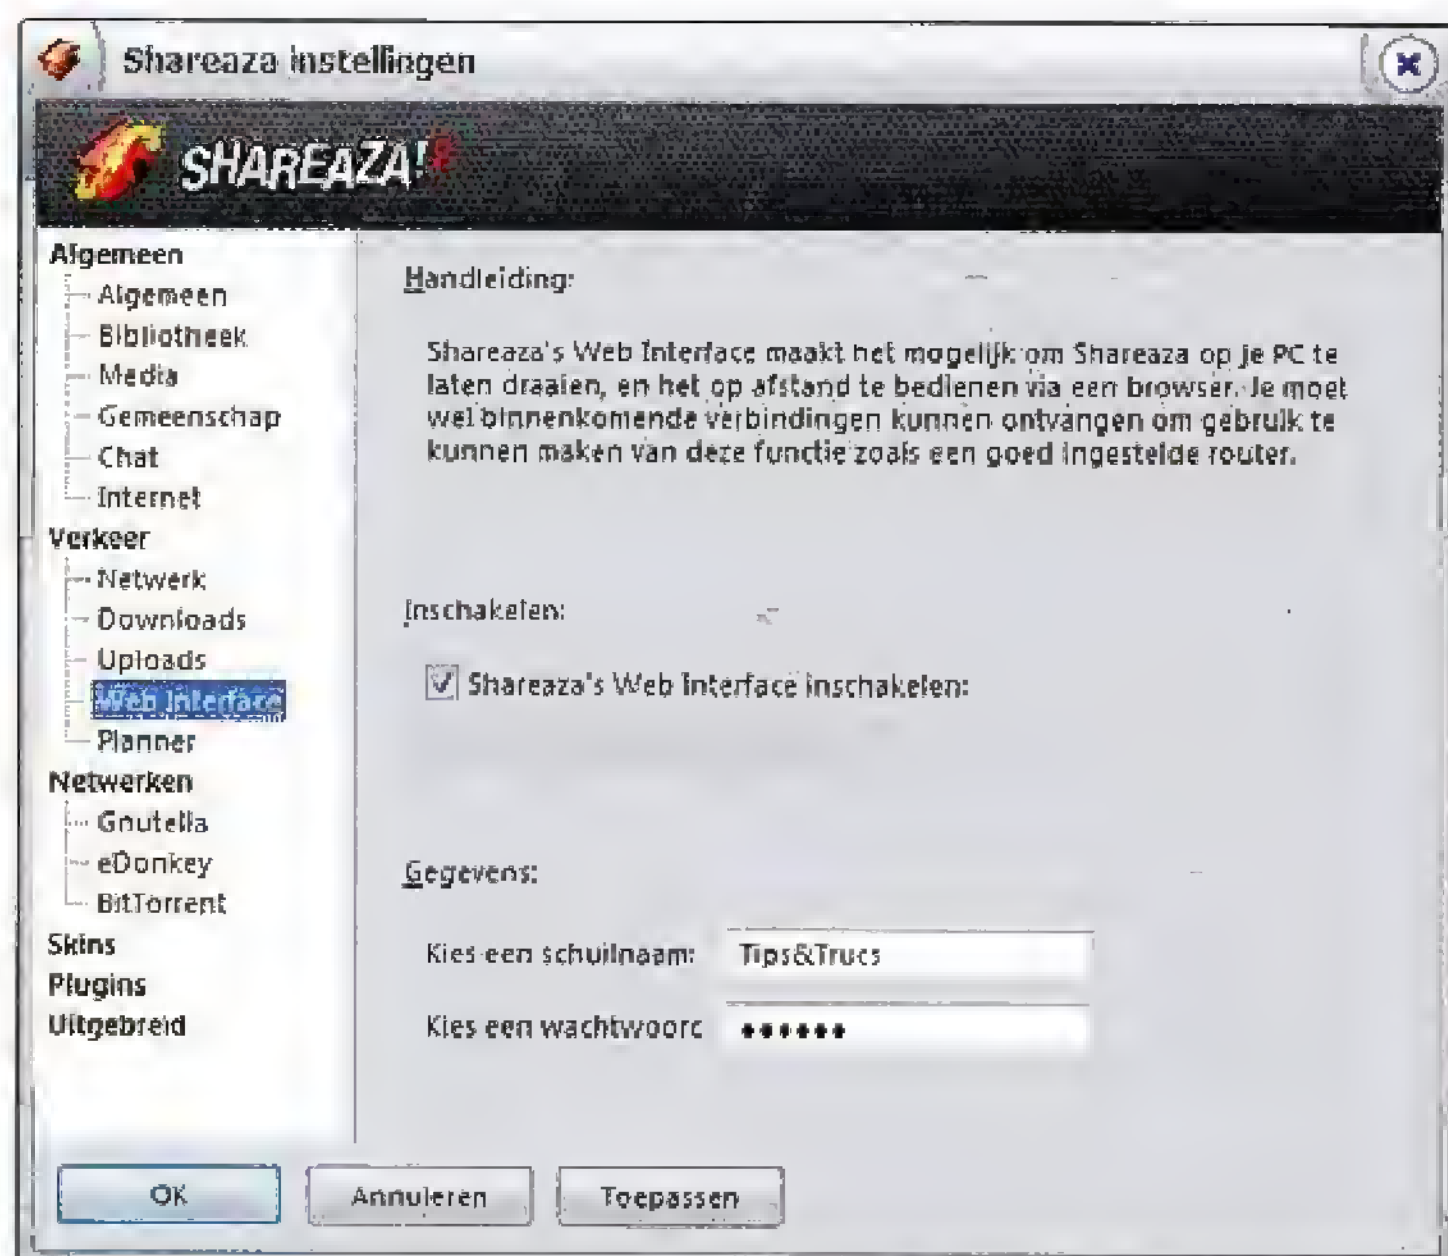 Shareaza instellingen
SHAREAZA!
Algemeen
Algemeen
Bibliotheek
Media
Gemeenschap
Chat
Internet
Verkeer
Netwerk
Downloads
Uploads
Web Interface
Planner
Netwerken
Gnutella
eDonkey
BitTorrent
Skins
Plugins
Uitgebreid
Handleiding:
Shareaza's Web Interface maakt het mogelijk om Shareaza op je PC te
laten draaien, en het op afstand te bedienen via een browser. Je moet
wel binnenkomende verbindingen kunnen ontvangen om gebruik te
kunnen maken van deze functie zoals een goed ingestelde router.
Inschakelen:
Shareaza's Web Interface inschakelen:
Gegevens:
Kies een schuilnaam: Tips&Trucs
Kies een wachtwoorc ••••••
OK Annuleren Toepassen